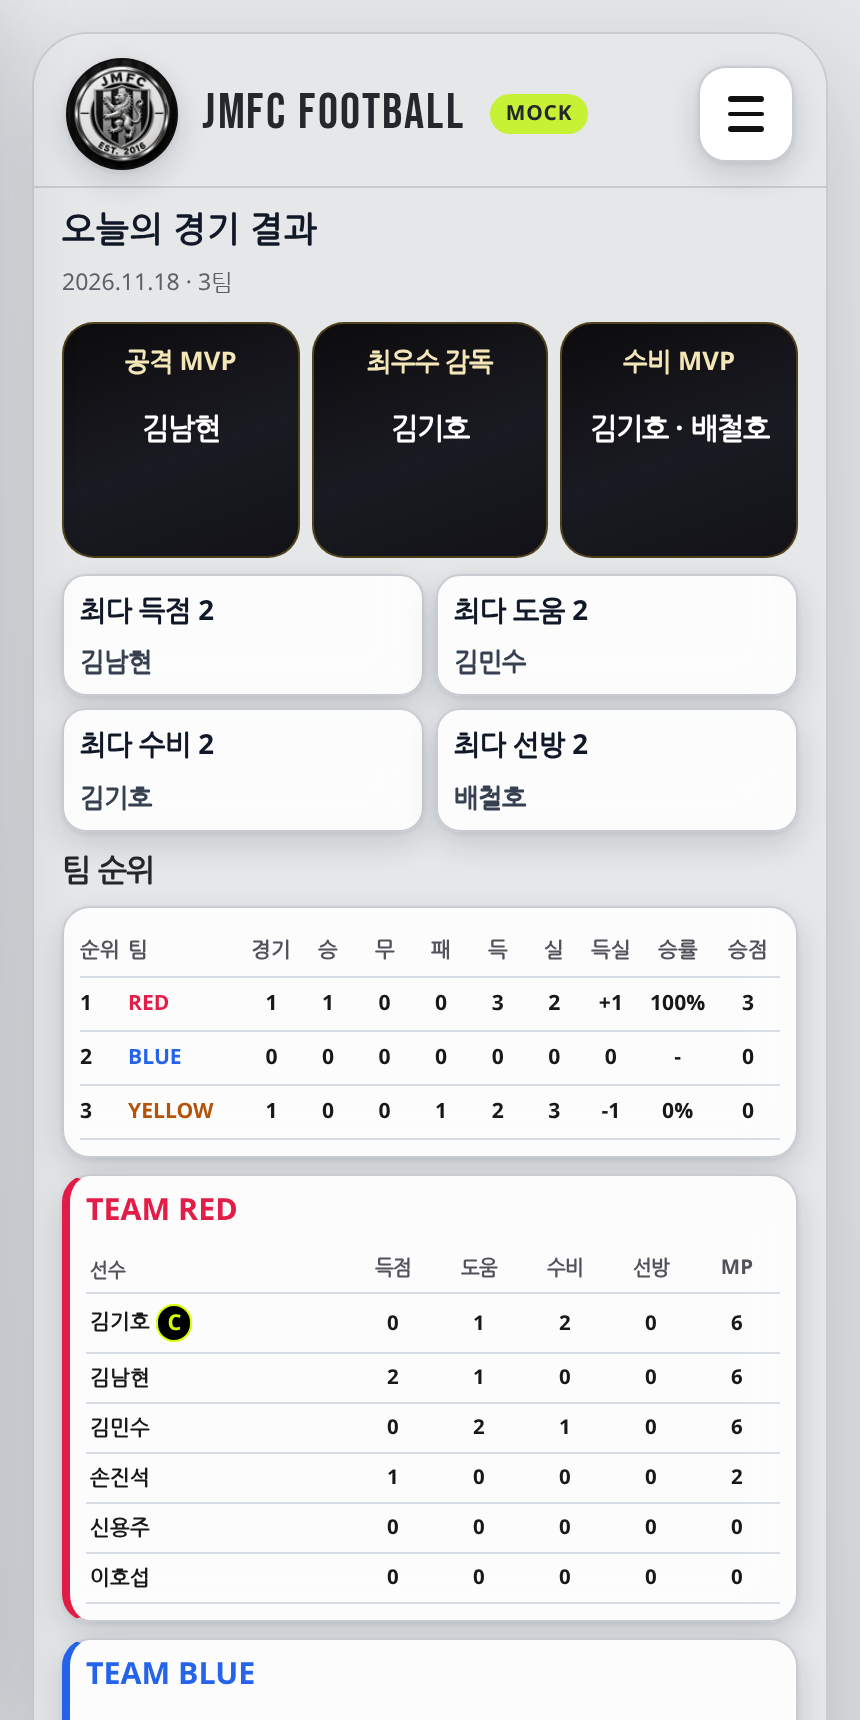 JMFC
EST. 2016
JMFC FOOTBALL MOCK
오늘의 경기 결과
2026.11.18 · 3팀
공격 MVP
김남현
최우수 감독
김기호
수비 MVP
김기호 · 배철호
최다 득점 2
김남현
최다 도움 2
김민수
최다 수비 2
김기호
최다 선방 2
배철호
팀 순위
순위 팀 경기 승 무 패 득 실 득실 승률 승점
1 RED 1 1 0 0 3 2 +1 100% 3
2 BLUE 0 0 0 0 0 0 0 - 0
3 YELLOW 1 0 0 1 2 3 -1 0% 0
TEAM RED
선수 득점 도움 수비 선방 MP
김기호 C 0 1 2 0 6
김남현 2 1 0 0 6
김민수 0 2 1 0 6
손진석 1 0 0 0 2
신용주 0 0 0 0 0
이호섭 0 0 0 0 0
TEAM BLUE